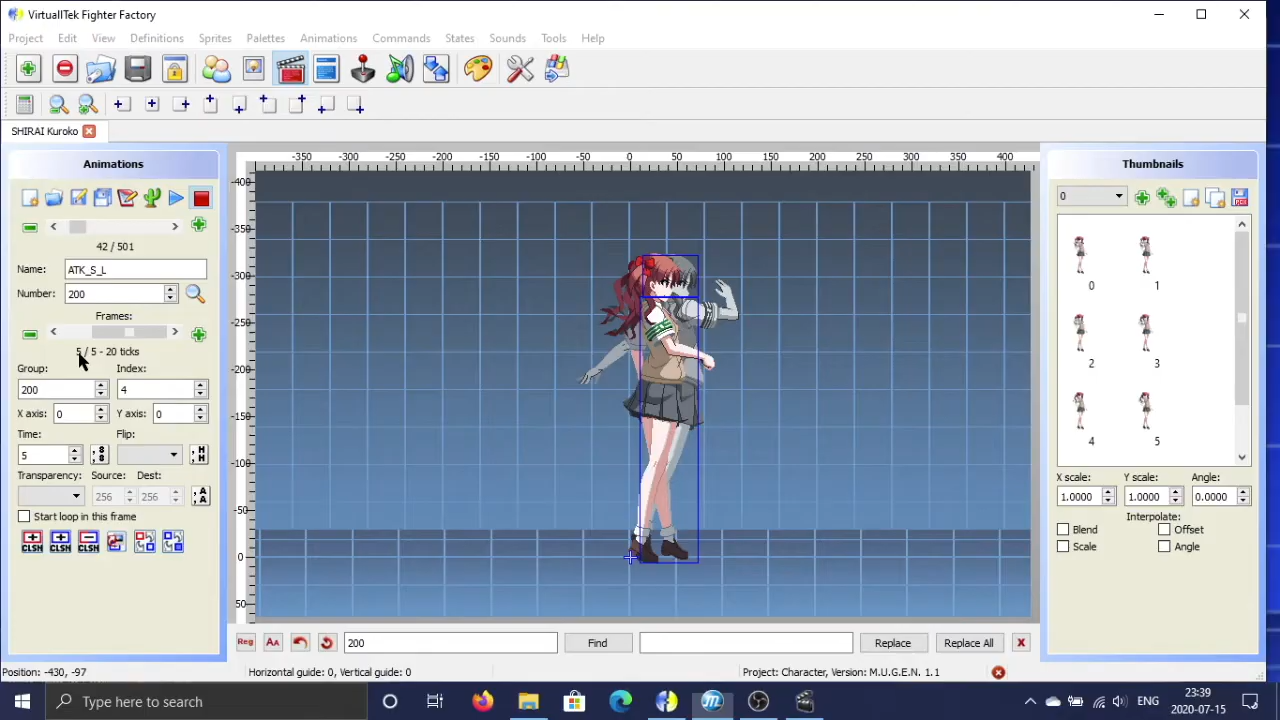 VirtuallTek Fighter Factory
Project Edit View Definitions Sprites Palettes Animations Commands States Sounds Tools Help
SHIRAI Kuroko
Animations
42 / 501
Name: ATK_S_L
Number: 200
Frames:
5 / 5 - 20 ticks
Group: Index:
200 4
X axis: 0 Y axis: 0
Time: Flip:
5
Transparency: Source: Dest:
256 256
Start loop in this frame
CLSN CLSN CLSN
-350 -300 -250 -200 -150 -100 -50 0 50 100 150 200 250 300 350 400
-400
-350
-300
-250
-200
-150
-100
-50
0
50
Reg AA 200 Find Replace Replace All
Thumbnails
0
0 1
2 3
4 5
X scale: Y scale: Angle:
1.0000 1.0000 0.0000
Interpolate:
Blend Offset
Scale Angle
Position: -430, -97 Horizontal guide: 0, Vertical guide: 0 Project: Character, Version: M.U.G.E.N. 1.1
Type here to search
ENG 23:39
2020-07-15